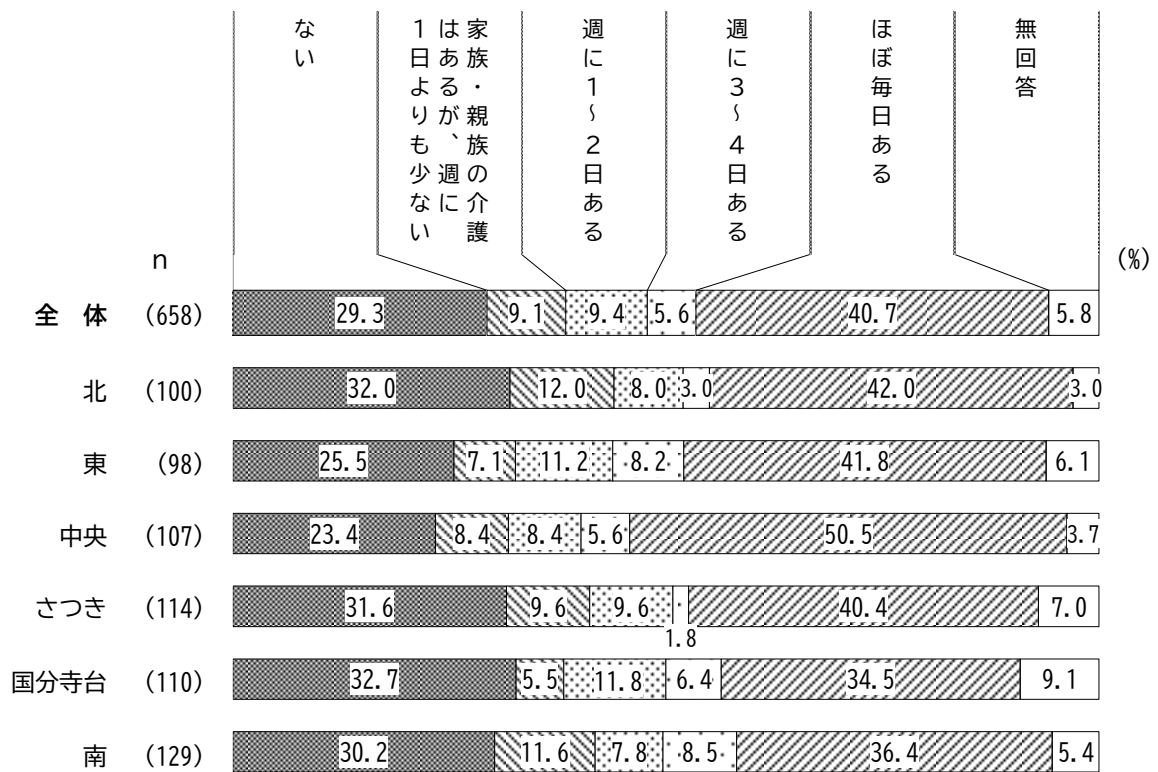 ない
家族・親族の介護
はあるが、週に
１日よりも少ない
週に１～２日ある
週に３～４日ある
ほぼ毎日ある
無回答
n
(%)
全　体 (658) 29.3 9.1 9.4 5.6 40.7 5.8
北 (100) 32.0 12.0 8.0 3.0 42.0 3.0
東 (98) 25.5 7.1 11.2 8.2 41.8 6.1
中央 (107) 23.4 8.4 8.4 5.6 50.5 3.7
さつき (114) 31.6 9.6 9.6 1.8 40.4 7.0
国分寺台 (110) 32.7 5.5 11.8 6.4 34.5 9.1
南 (129) 30.2 11.6 7.8 8.5 36.4 5.4